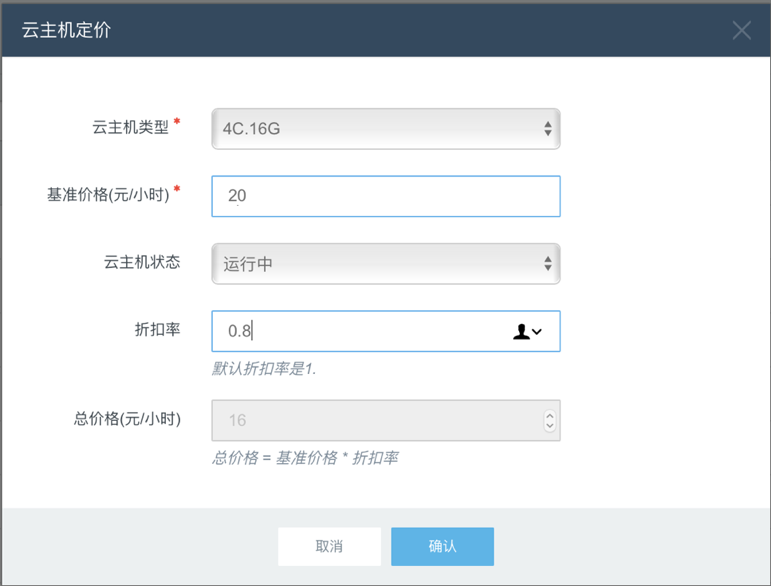 云主机定价
云主机类型 * 4C.16G
基准价格(元/小时) * 20
云主机状态 运行中
折扣率 0.8
默认折扣率是1.
总价格(元/小时) 16
总价格 = 基准价格 * 折扣率
取消 确认